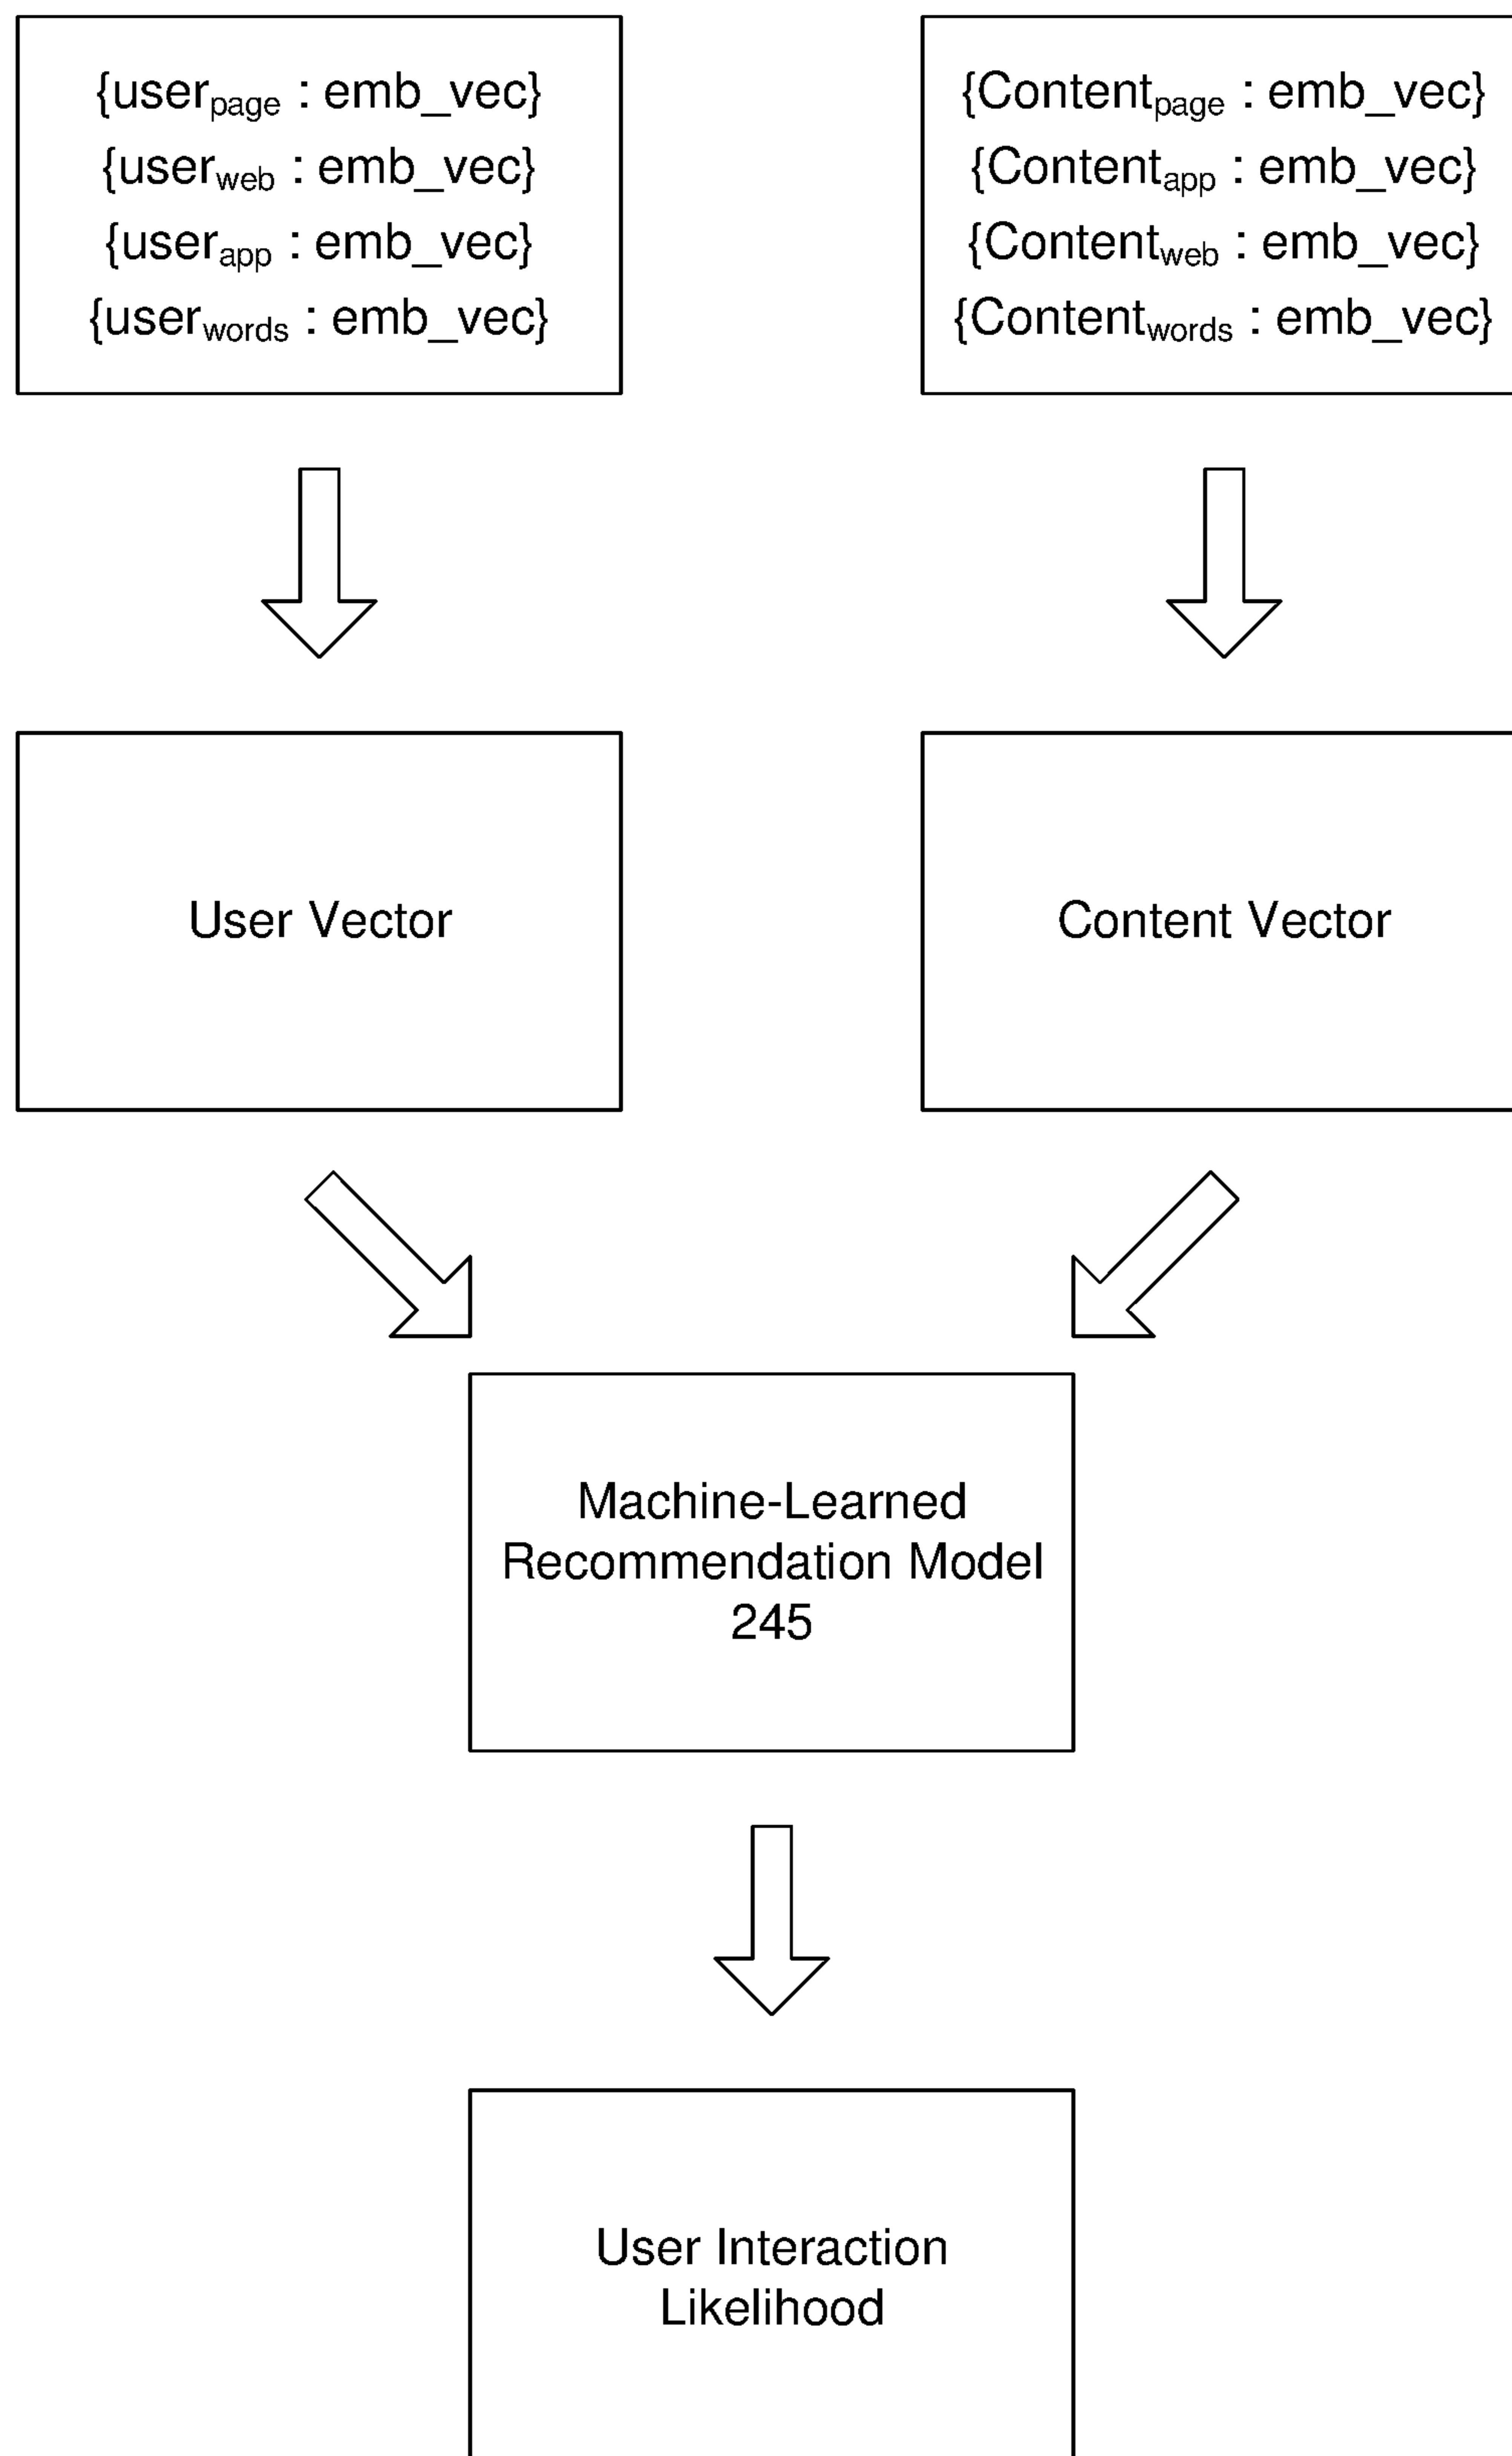 {user_page : emb_vec}
{user_web : emb_vec}
{user_app : emb_vec}
{user_words : emb_vec}
{Content_page : emb_vec}
{Content_app : emb_vec}
{Content_web : emb_vec}
{Content_words : emb_vec}
User Vector
Content Vector
Machine-Learned
Recommendation Model
245
User Interaction
Likelihood